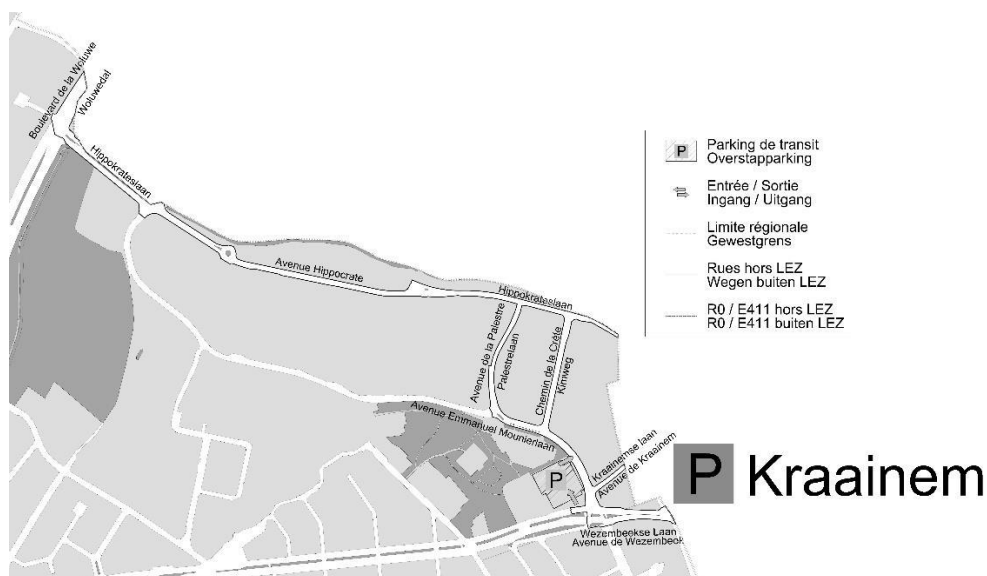 Boulevard de la Woluwe
Woluwedal
Hippokrateslaan
Avenue Hippocrate
Hippokrateslaan
Avenue de la Palestre
Palestrelaan
Chemin de la Crête
Kimweg
Avenue Emmanuel Mounierlaan
Kraainemse laan
Avenue de Kraainem
P
Wezembeekse Laan
Avenue de Wezembeek
P
Parking de transit
Overstapparking
Entrée / Sortie
Ingang / Uitgang
Limite régionale
Gewestgrens
Rues hors LEZ
Wegen buiten LEZ
R0 / E411 hors LEZ
R0 / E411 buiten LEZ
P Kraainem